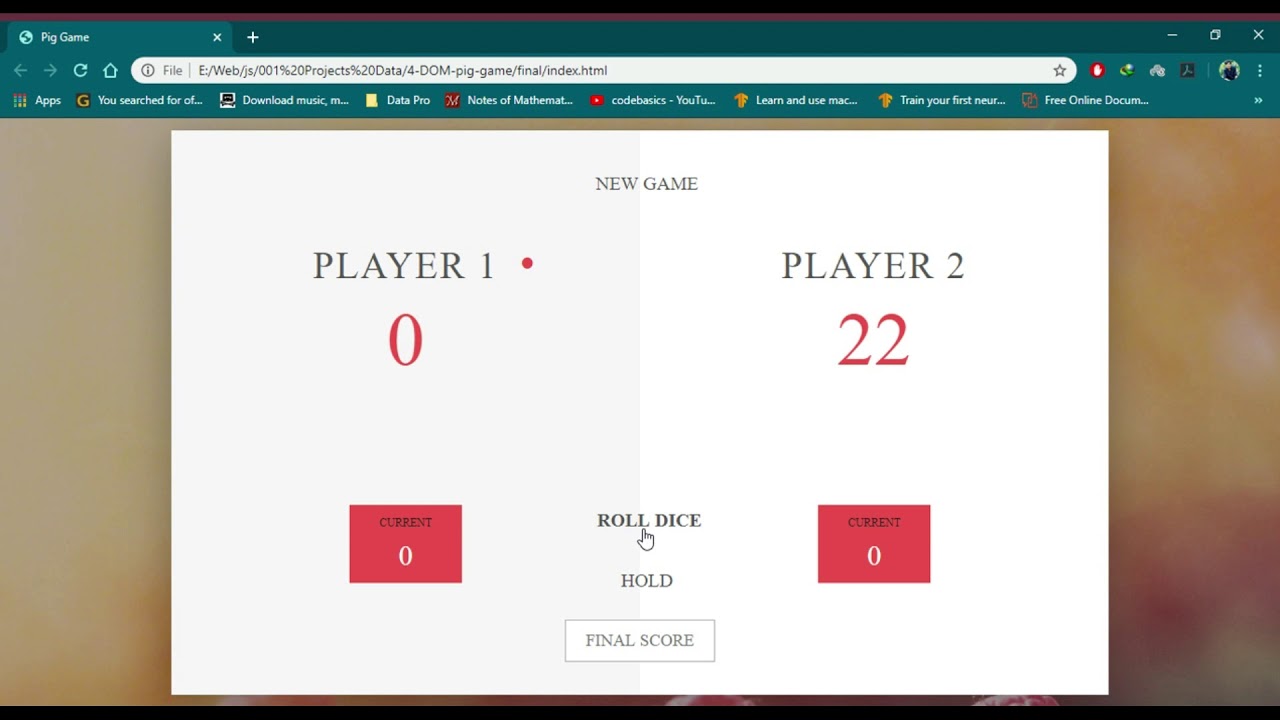 Pig Game
File
E:/Web/js/001%20Projects%20Data/4-DOM-pig-game/final/index.html
Apps
You searched for of...
Download music, m...
Data Pro
Notes of Mathemat...
codebasics - YouTu...
Learn and use mac...
Train your first neur...
Free Online Docum...
NEW GAME
PLAYER 1
PLAYER 2
0
22
CURRENT
0
ROLL DICE
CURRENT
0
HOLD
FINAL SCORE